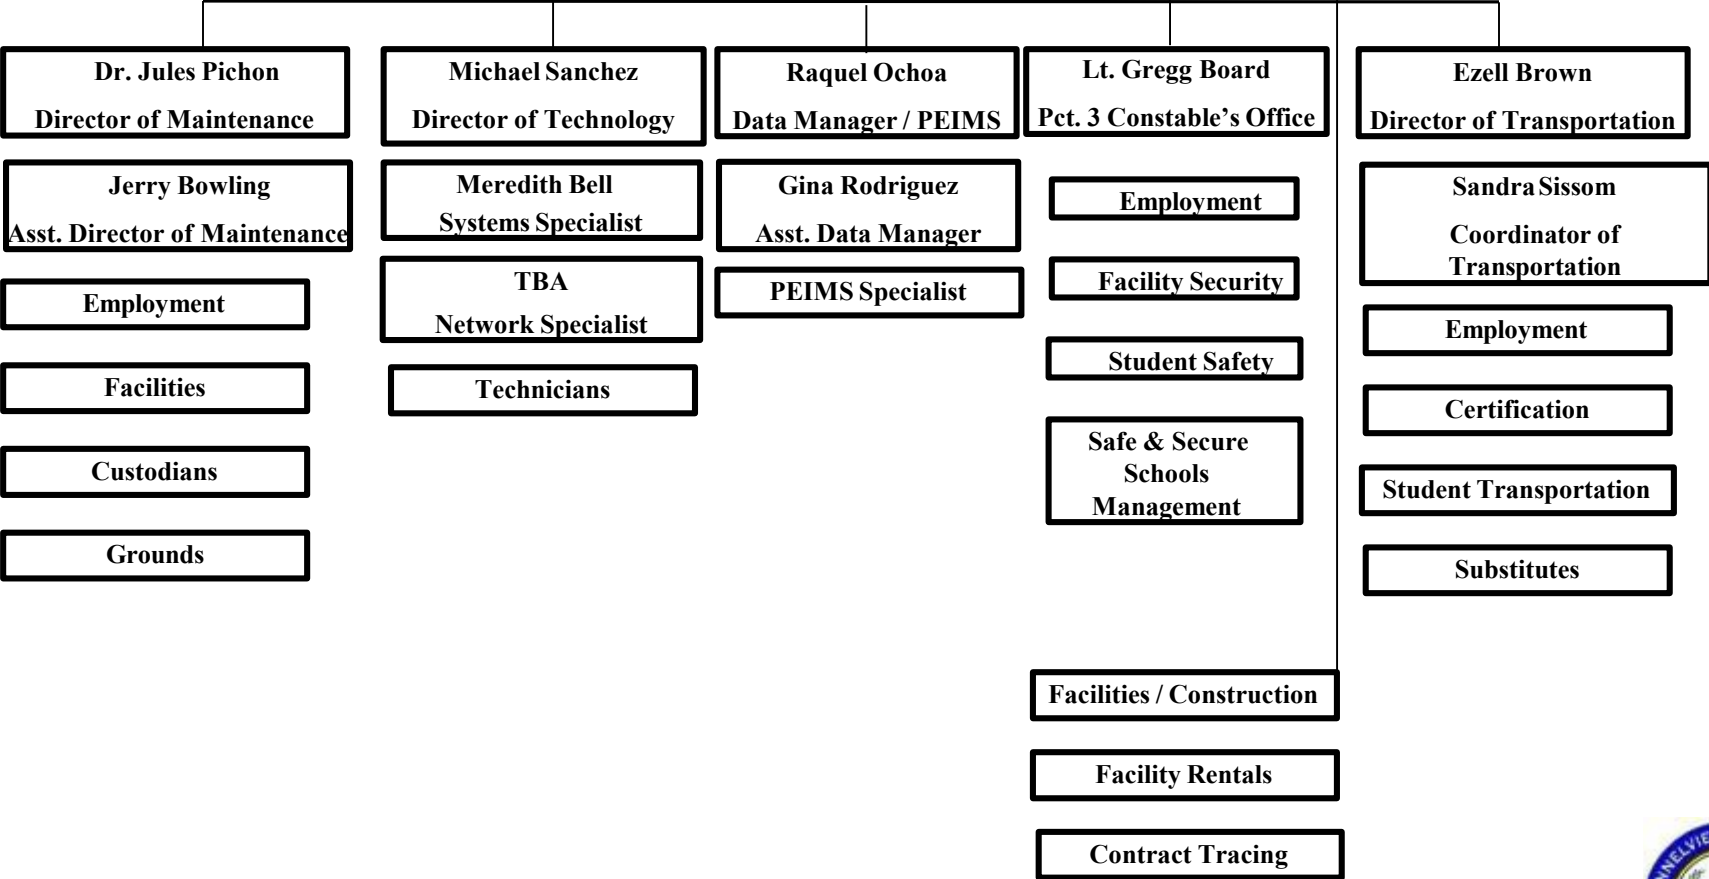 Dr. Jules Pichon
Director of Maintenance
Jerry Bowling
Asst. Director of Maintenance
Employment
Facilities
Custodians
Grounds
Michael Sanchez
Director of Technology
Meredith Bell
Systems Specialist
TBA
Network Specialist
Technicians
Raquel Ochoa
Data Manager / PEIMS
Gina Rodriguez
Asst. Data Manager
PEIMS Specialist
Lt. Gregg Board
Pct. 3 Constable's Office
Employment
Facility Security
Student Safety
Safe & Secure
Schools
Management
Facilities / Construction
Facility Rentals
Contract Tracing
Ezell Brown
Director of Transportation
Sandra Sissom
Coordinator of
Transportation
Employment
Certification
Student Transportation
Substitutes